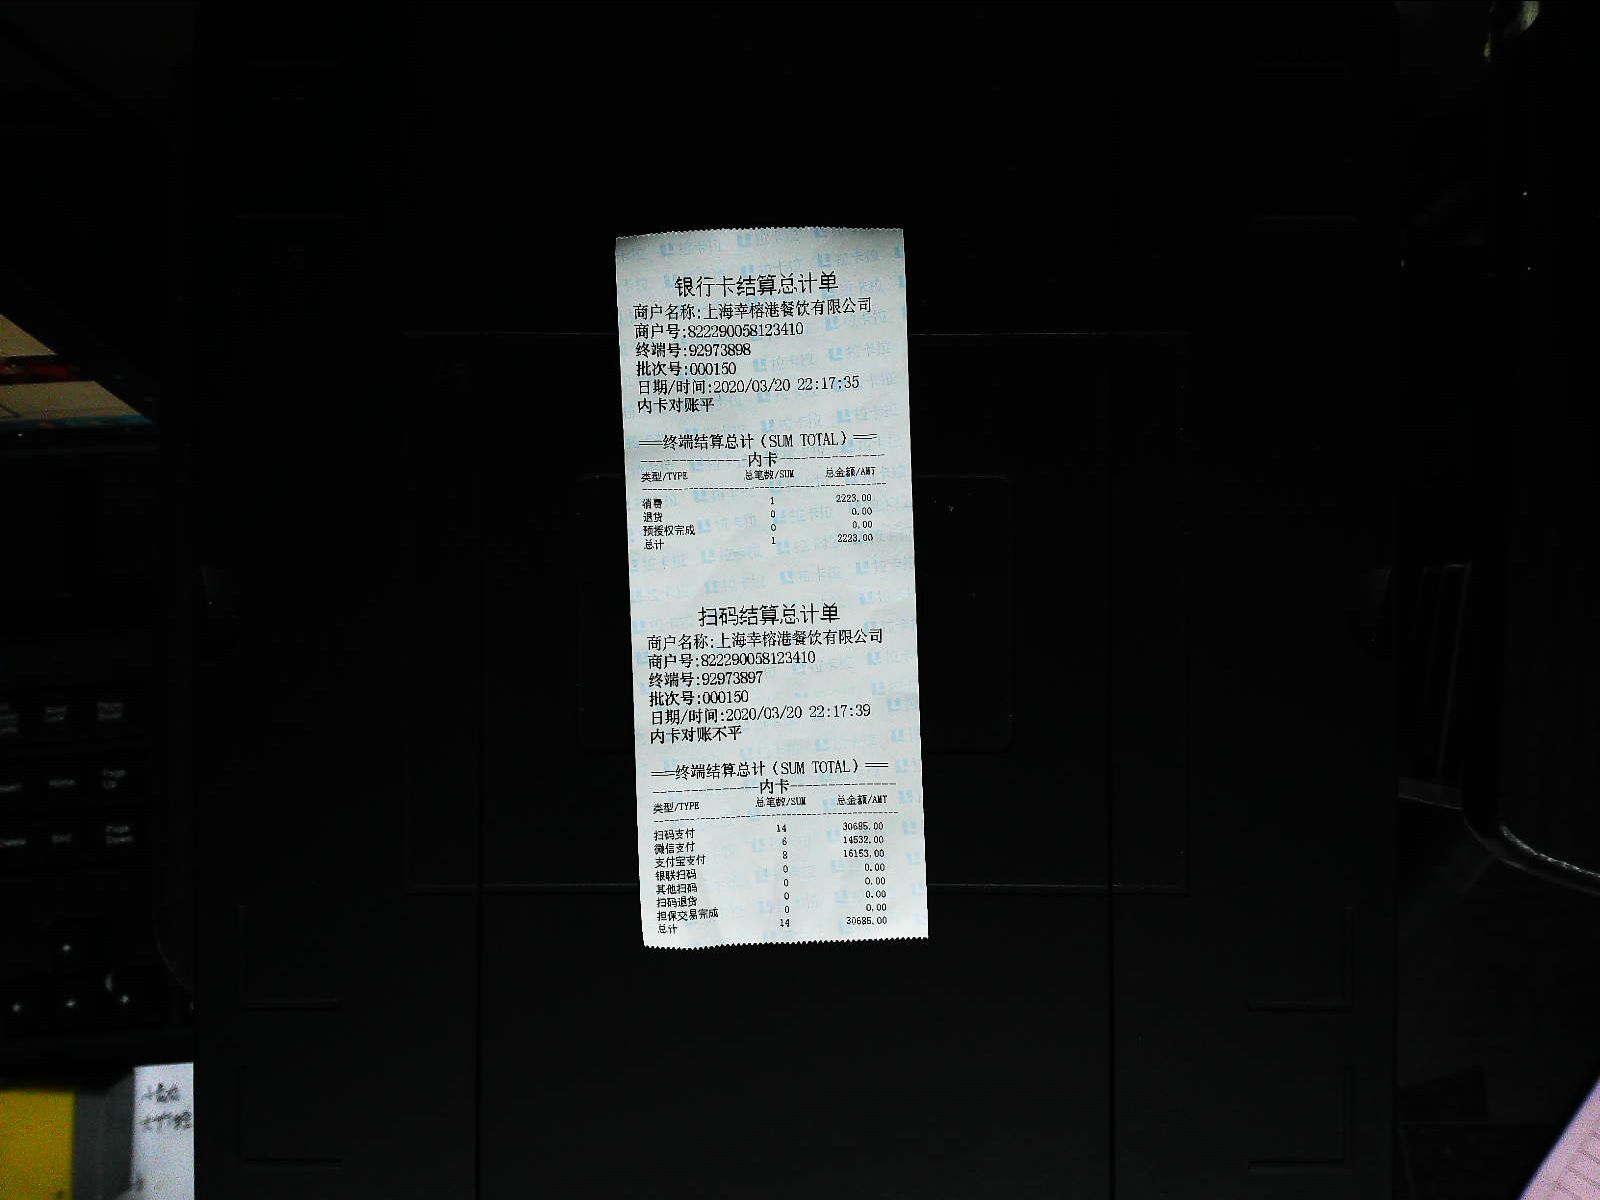 银行卡结算总计单
商户名称:上海幸榕港餐饮有限公司
商户号:822290058123410
终端号:92973898
批次号:000150
日期/时间:2020/03/20 22:17:35
内卡对账平
===终端结算总计(SUM TOTAL)===
内卡
类型/TYPE 总笔数/SUM 总金额/AMT
消费 1 2223.00
退货 0 0.00
预授权完成 0 0.00
总计 1 2223.00
扫码结算总计单
商户名称:上海幸榕港餐饮有限公司
商户号:822290058123410
终端号:92973897
批次号:000150
日期/时间:2020/03/20 22:17:39
内卡对账不平
===终端结算总计(SUM TOTAL)===
内卡
类型/TYPE 总笔数/SUM 总金额/AMT
扫码支付 14 30685.00
微信支付 6 14532.00
支付宝支付 8 16153.00
银联扫码 0 0.00
其他扫码 0 0.00
扫码退货 0 0.00
担保交易完成 0 0.00
总计 14 30685.00